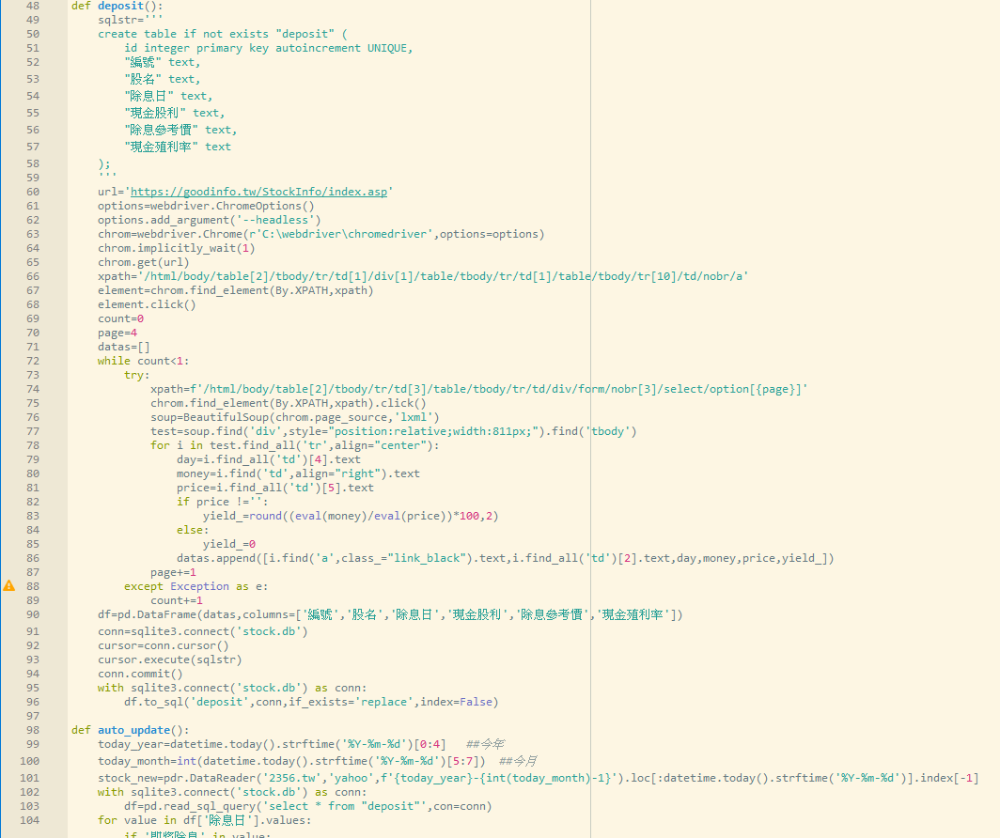 48 def deposit():
49     sqlstr='''
50     create table if not exists "deposit" (
51         id integer primary key autoincrement UNIQUE,
52         "編號" text,
53         "股名" text,
54         "除息日" text,
55         "現金股利" text,
56         "除息參考價" text,
57         "現金殖利率" text
58     );
59     '''
60     url='https://goodinfo.tw/StockInfo/index.asp'
61     options=webdriver.ChromeOptions()
62     options.add_argument('--headless')
63     chrom=webdriver.Chrome(r'C:\webdriver\chromedriver',options=options)
64     chrom.implicitly_wait(1)
65     chrom.get(url)
66     xpath='/html/body/table[2]/tbody/tr/td[1]/div[1]/table/tbody/tr/td[1]/table/tbody/tr[10]/td/nobr/a'
67     element=chrom.find_element(By.XPATH,xpath)
68     element.click()
69     count=0
70     page=4
71     datas=[]
72     while count<1:
73         try:
74             xpath=f'/html/body/table[2]/tbody/tr/td[3]/table/tbody/tr/td/div/form/nobr[3]/select/option[{page}]'
75             chrom.find_element(By.XPATH,xpath).click()
76             soup=BeautifulSoup(chrom.page_source,'lxml')
77             test=soup.find('div',style="position:relative;width:811px;").find('tbody')
78             for i in test.find_all('tr',align="center"):
79                 day=i.find_all('td')[4].text
80                 money=i.find('td',align="right").text
81                 price=i.find_all('td')[5].text
82                 if price !='':
83                     yield_=round((eval(money)/eval(price))*100,2)
84                 else:
85                     yield_=0
86                 datas.append([i.find('a',class_="link_black").text,i.find_all('td')[2].text,day,money,price,yield_])
87             page+=1
88         except Exception as e:
89             count+=1
90     df=pd.DataFrame(datas,columns=['編號','股名','除息日','現金股利','除息參考價','現金殖利率'])
91     conn=sqlite3.connect('stock.db')
92     cursor=conn.cursor()
93     cursor.execute(sqlstr)
94     conn.commit()
95     with sqlite3.connect('stock.db') as conn:
96         df.to_sql('deposit',conn,if_exists='replace',index=False)
97
98 def auto_update():
99     today_year=datetime.today().strftime('%Y-%m-%d')[0:4]   ##今年
100     today_month=int(datetime.today().strftime('%Y-%m-%d')[5:7])  ##今月
101     stock_new=pdr.DataReader('2356.tw','yahoo',f'{today_year}-{int(today_month)-1}').loc[:datetime.today().strftime('%Y-%m-%d')].index[-1]
102     with sqlite3.connect('stock.db') as conn:
103         df=pd.read_sql_query('select * from "deposit"',con=conn)
104     for value in df['除息日'].values:
        if '即將除息' in value: